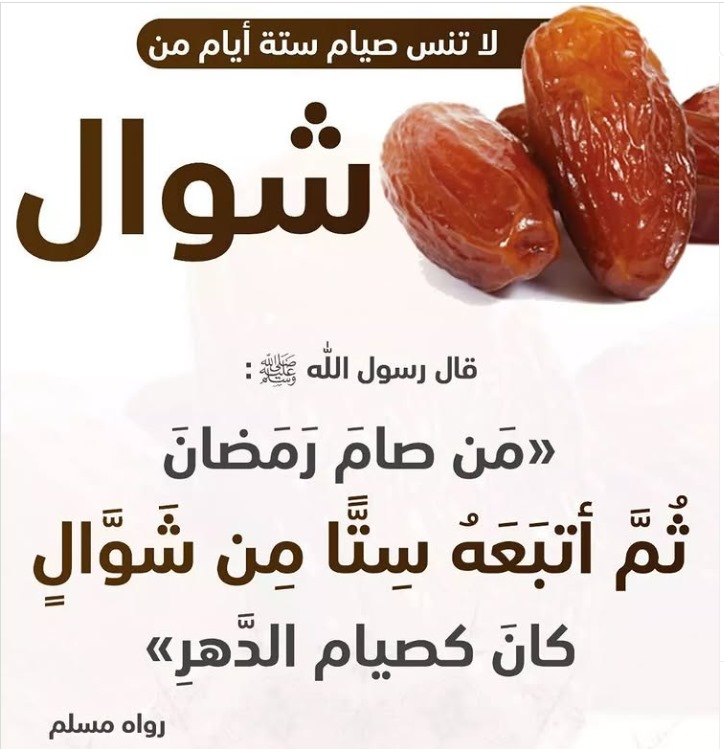 لا تنس صيام ستة أيام من
شوال
قال رسول الله ﷺ :
«مَن صامَ رَمَضانَ
ثُمَّ أتبَعَهُ سِتًّا مِن شَوَّالٍ
كانَ كصيام الدَّهرِ»
رواه مسلم